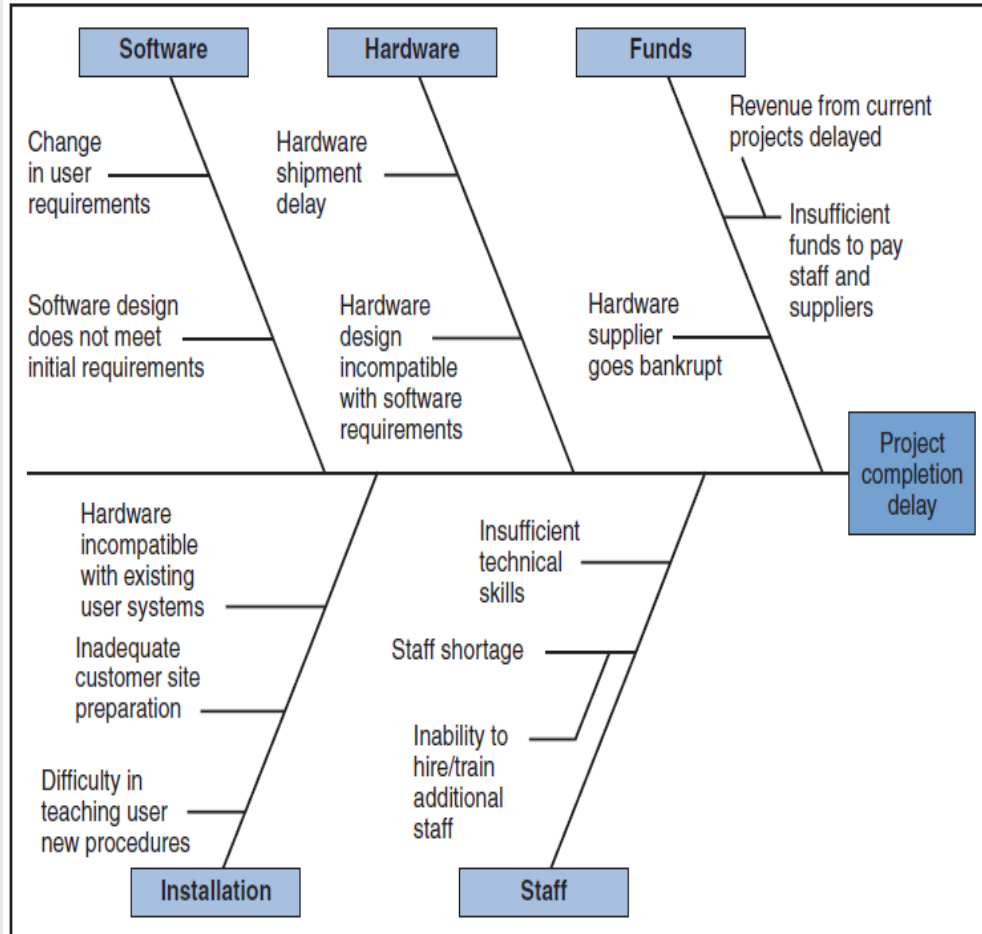 Software
Hardware
Funds
Change
in user
requirements
Software design
does not meet
initial requirements
Hardware
shipment
delay
Hardware
design
incompatible
with software
requirements
Revenue from current
projects delayed
Insufficient
funds to pay
staff and
suppliers
Hardware
supplier
goes bankrupt
Project
completion
delay
Hardware
incompatible
with existing
user systems
Inadequate
customer site
preparation
Difficulty in
teaching user
new procedures
Insufficient
technical
skills
Staff shortage
Inability to
hire/train
additional
staff
Installation
Staff